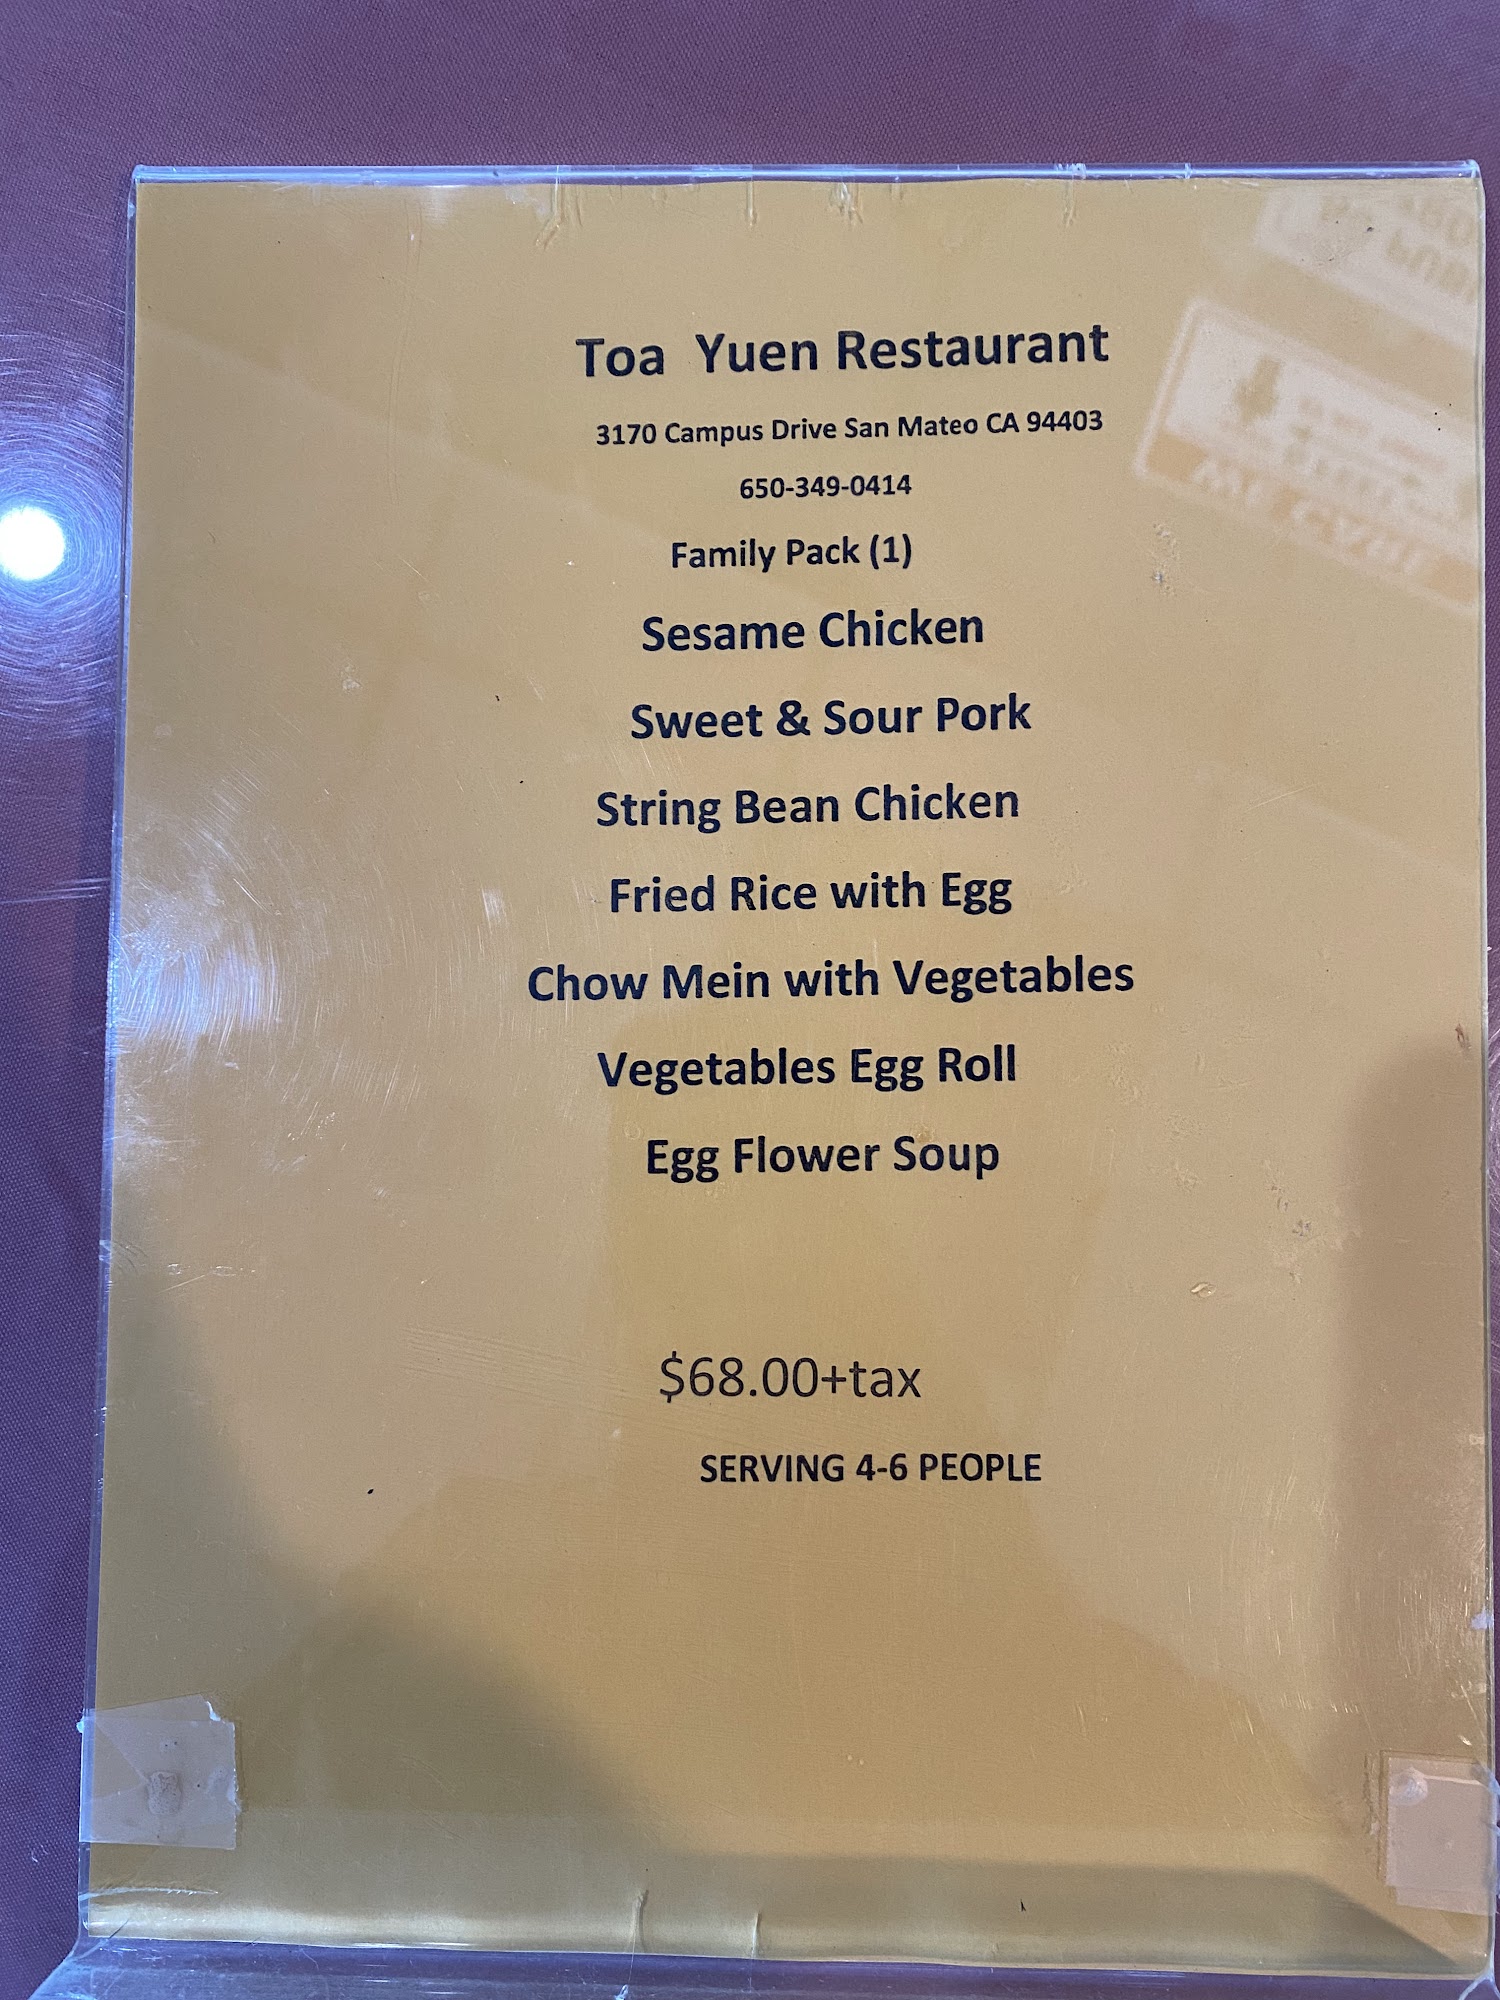 Toa Yuen Restaurant
3170 Campus Drive San Mateo CA 94403
650-349-0414
Family Pack (1)
Sesame Chicken
Sweet & Sour Pork
String Bean Chicken
Fried Rice with Egg
Chow Mein with Vegetables
Vegetables Egg Roll
Egg Flower Soup
$68.00+tax
SERVING 4-6 PEOPLE